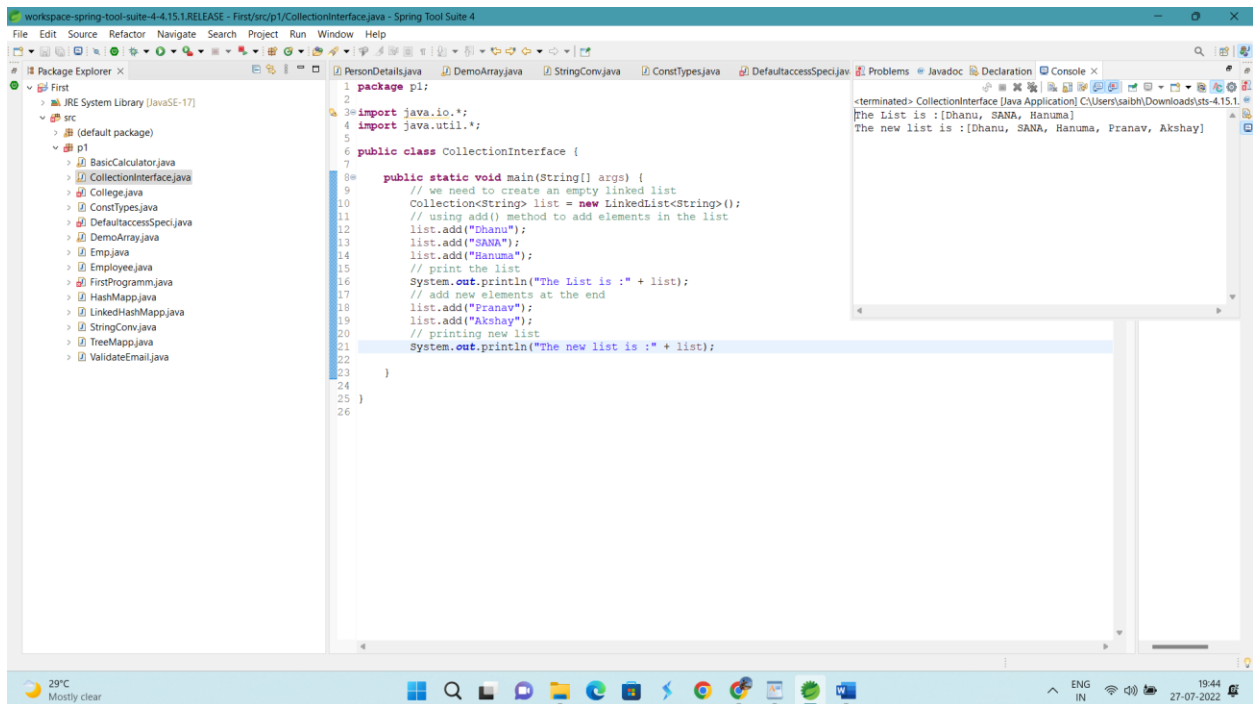 workspace-spring-tool-suite-4-4.15.1.RELEASE - First/src/p1/CollectionInterface.java - Spring Tool Suite 4
File Edit Source Refactor Navigate Search Project Run Window Help
Package Explorer
First
JRE System Library [JavaSE-17]
src
(default package)
p1
BasicCalculator.java
CollectionInterface.java
College.java
ConstTypes.java
DefaultaccessSpeci.java
DemoArray.java
Emp.java
Employee.java
FirstProgramm.java
HashMapp.java
LinkedHashMapp.java
StringConv.java
TreeMapp.java
ValidateEmail.java
PersonDetails.java DemoArray.java StringConv.java ConstTypes.java DefaultaccessSpeci.jav
1 package p1;
2
3 import java.io.*;
4 import java.util.*;
5
6 public class CollectionInterface {
7
8 public static void main(String[] args) {
9 // we need to create an empty linked list
10 Collection<String> list = new LinkedList<String>();
11 // using add() method to add elements in the list
12 list.add("Dhanu");
13 list.add("SANA");
14 list.add("Hanuma");
15 // print the list
16 System.out.println("The List is :" + list);
17 // add new elements at the end
18 list.add("Pranav");
19 list.add("Akshay");
20 // printing new list
21 System.out.println("The new list is :" + list);
22
23 }
24
25 }
26
Problems Javadoc Declaration Console
<terminated> CollectionInterface [Java Application] C:\Users\saibh\Downloads\sts-4.15.1.
The List is :[Dhanu, SANA, Hanuma]
The new list is :[Dhanu, SANA, Hanuma, Pranav, Akshay]
29°C
Mostly clear
ENG
IN
19:44
27-07-2022